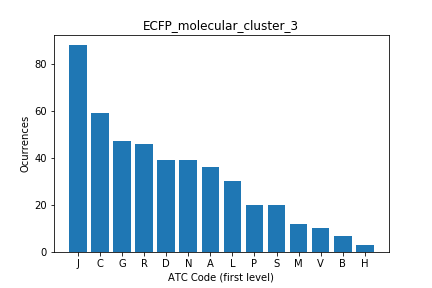 ECFP_molecular_cluster_3
Ocurrences
80
60
40
20
0
J C G R D N A L P S M V B H
ATC Code (first level)